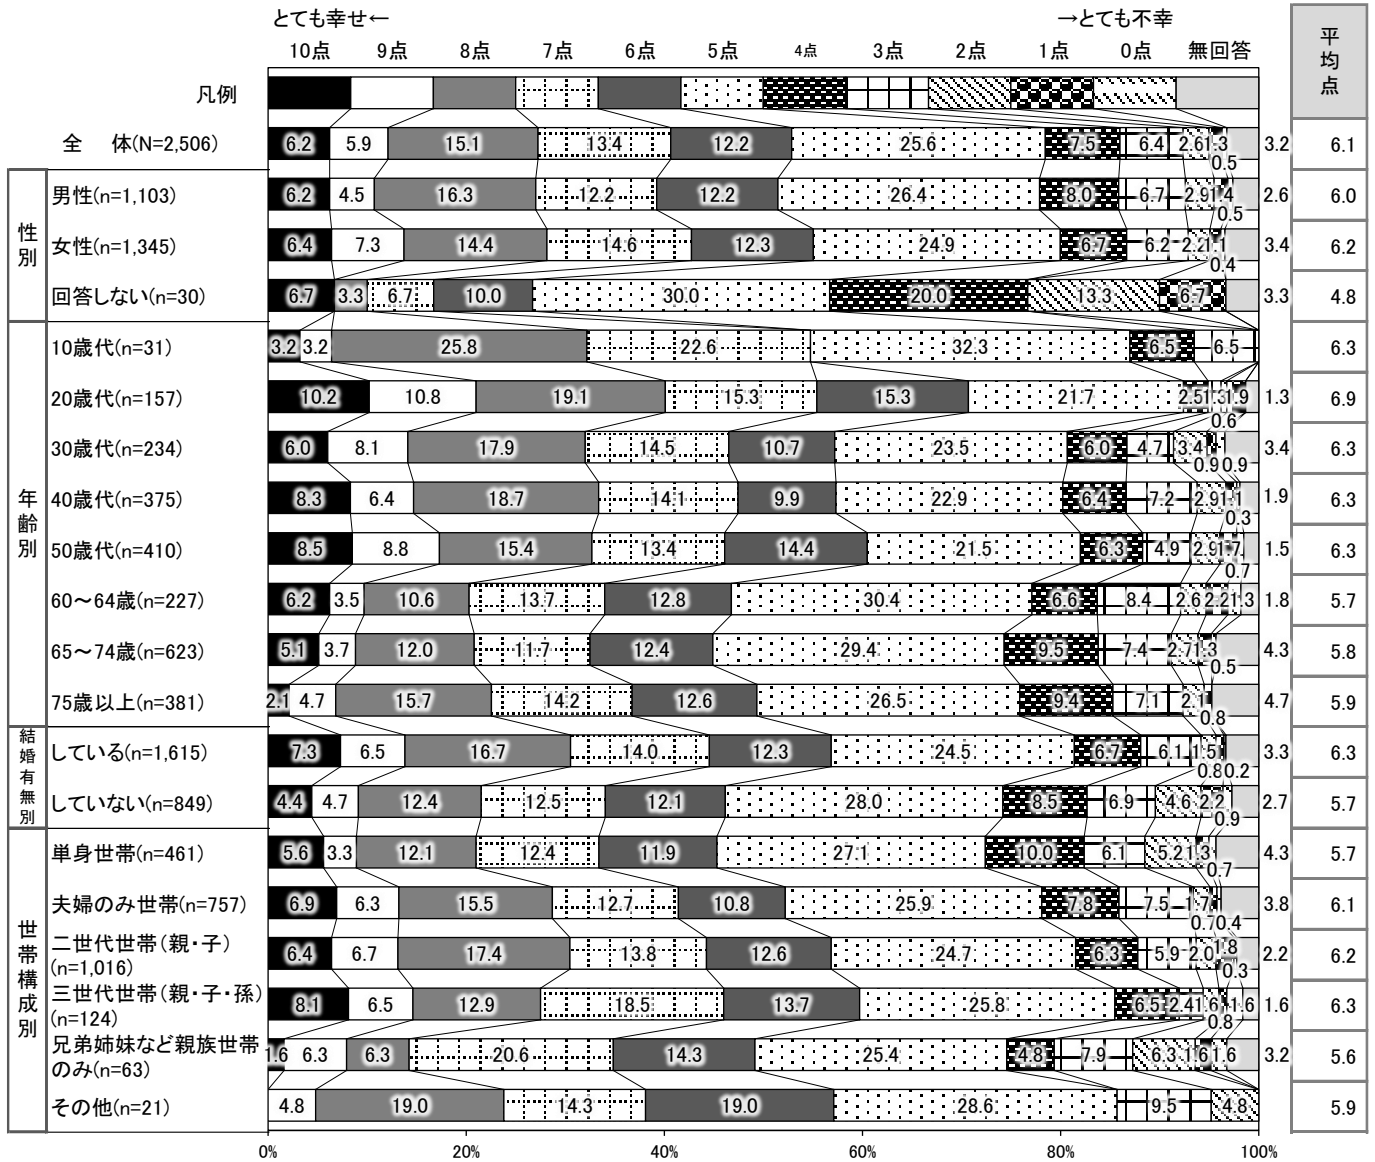 とても幸せ← →とても不幸
10点 9点 8点 7点 6点 5点 4点 3点 2点 1点 0点 無回答 平均点
凡例
全 体(N=2,506) 6.2 5.9 15.1 13.4 12.2 25.6 7.5 6.4 2.6 1.3 0.5 3.2 6.1
性別
男性(n=1,103) 6.2 4.5 16.3 12.2 12.2 26.4 8.0 6.7 2.9 1.4 0.5 2.6 6.0
女性(n=1,345) 6.4 7.3 14.4 14.6 12.3 24.9 6.7 6.2 2.2 1.1 0.4 3.4 6.2
回答しない(n=30) 6.7 3.3 6.7 10.0 30.0 20.0 13.3 6.7 3.3 4.8
年齢別
10歳代(n=31) 3.2 3.2 25.8 22.6 32.3 6.5 6.5 6.3
20歳代(n=157) 10.2 10.8 19.1 15.3 15.3 21.7 2.5 1.3 1.9 0.6 1.3 6.9
30歳代(n=234) 6.0 8.1 17.9 14.5 10.7 23.5 6.0 4.7 3.4 0.9 0.9 3.4 6.3
40歳代(n=375) 8.3 6.4 18.7 14.1 9.9 22.9 6.4 7.2 2.9 1.1 0.3 1.9 6.3
50歳代(n=410) 8.5 8.8 15.4 13.4 14.4 21.5 6.3 4.9 2.9 1.7 0.7 1.5 6.3
60～64歳(n=227) 6.2 3.5 10.6 13.7 12.8 30.4 6.6 8.4 2.6 2.2 1.3 1.8 5.7
65～74歳(n=623) 5.1 3.7 12.0 11.7 12.4 29.4 9.5 7.4 2.7 1.3 0.5 4.3 5.8
75歳以上(n=381) 2.1 4.7 15.7 14.2 12.6 26.5 9.4 7.1 2.1 0.8 4.7 5.9
結婚有無別
している(n=1,615) 7.3 6.5 16.7 14.0 12.3 24.5 6.7 6.1 1.5 0.8 0.2 3.3 6.3
していない(n=849) 4.4 4.7 12.4 12.5 12.1 28.0 8.5 6.9 4.6 2.2 0.9 2.7 5.7
世帯構成別
単身世帯(n=461) 5.6 3.3 12.1 12.4 11.9 27.1 10.0 6.1 5.2 1.3 0.7 4.3 5.7
夫婦のみ世帯(n=757) 6.9 6.3 15.5 12.7 10.8 25.9 7.8 7.5 1.7 0.7 0.4 3.8 6.1
二世代世帯(親・子)
(n=1,016) 6.4 6.7 17.4 13.8 12.6 24.7 6.3 5.9 2.0 1.8 0.3 2.2 6.2
三世代世帯(親・子・孫)
(n=124) 8.1 6.5 12.9 18.5 13.7 25.8 6.5 2.4 1.6 0.8 1.6 1.6 6.3
兄弟姉妹など親族世帯
のみ(n=63) 1.6 6.3 6.3 20.6 14.3 25.4 4.8 7.9 6.3 1.6 1.6 3.2 5.6
その他(n=21) 4.8 19.0 14.3 19.0 28.6 9.5 4.8 5.9
0% 20% 40% 60% 80% 100%